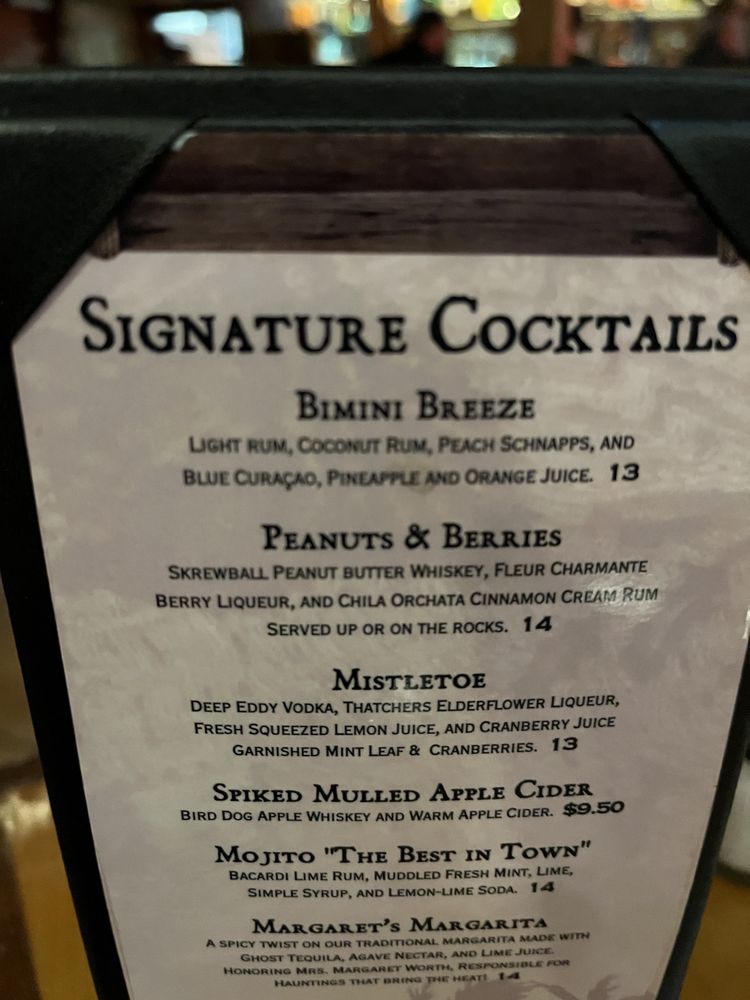 Signature Cocktails
Bimini Breeze
Light rum, Coconut Rum, Peach Schnapps, and
Blue Curaçao, Pineapple and Orange Juice. 13
Peanuts & Berries
Skrewball Peanut butter Whiskey, Fleur Charmante
Berry Liqueur, and Chila Orchata Cinnamon Cream Rum
Served up or on the rocks. 14
Mistletoe
Deep Eddy Vodka, Thatchers Elderflower Liqueur,
Fresh Squeezed Lemon Juice, and Cranberry Juice
Garnished Mint Leaf & Cranberries. 13
Spiked Mulled Apple Cider
Bird Dog Apple Whiskey and Warm Apple Cider. $9.50
Mojito "The Best in Town"
Bacardi Lime Rum, Muddled Fresh Mint, Lime,
Simple Syrup, and Lemon-Lime Soda. 14
Margaret's Margarita
A spicy twist on our traditional margarita made with
Ghost Tequila, Agave Nectar, and Lime Juice.
Honoring Mrs. Margaret Worth, Responsible for
Hauntings that bring the heat! 14